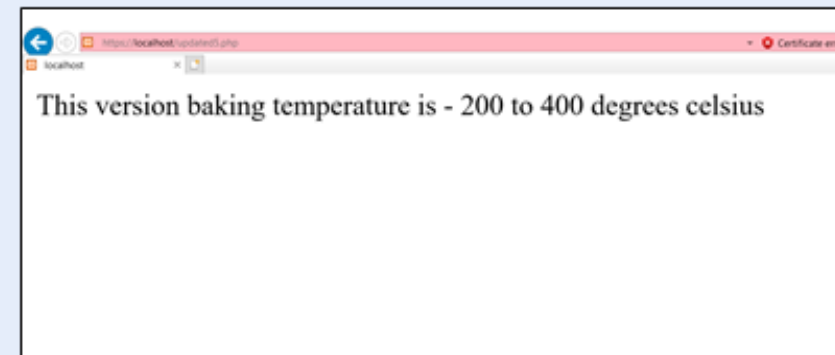 https://localhost/updated5.php
Certificate er
localhost
This version baking temperature is - 200 to 400 degrees celsius